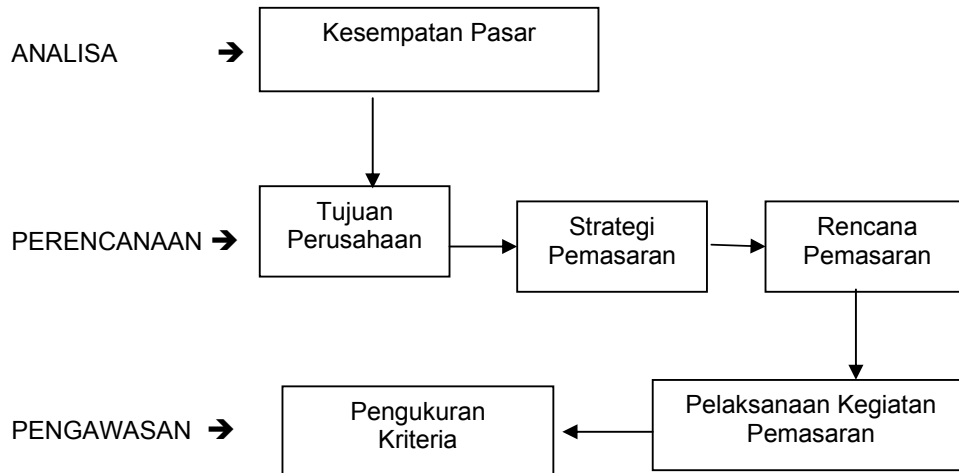 ANALISA ➔
Kesempatan Pasar
PERENCANAAN ➔
Tujuan
Perusahaan
Strategi
Pemasaran
Rencana
Pemasaran
PENGAWASAN ➔
Pengukuran
Kriteria
Pelaksanaan Kegiatan
Pemasaran